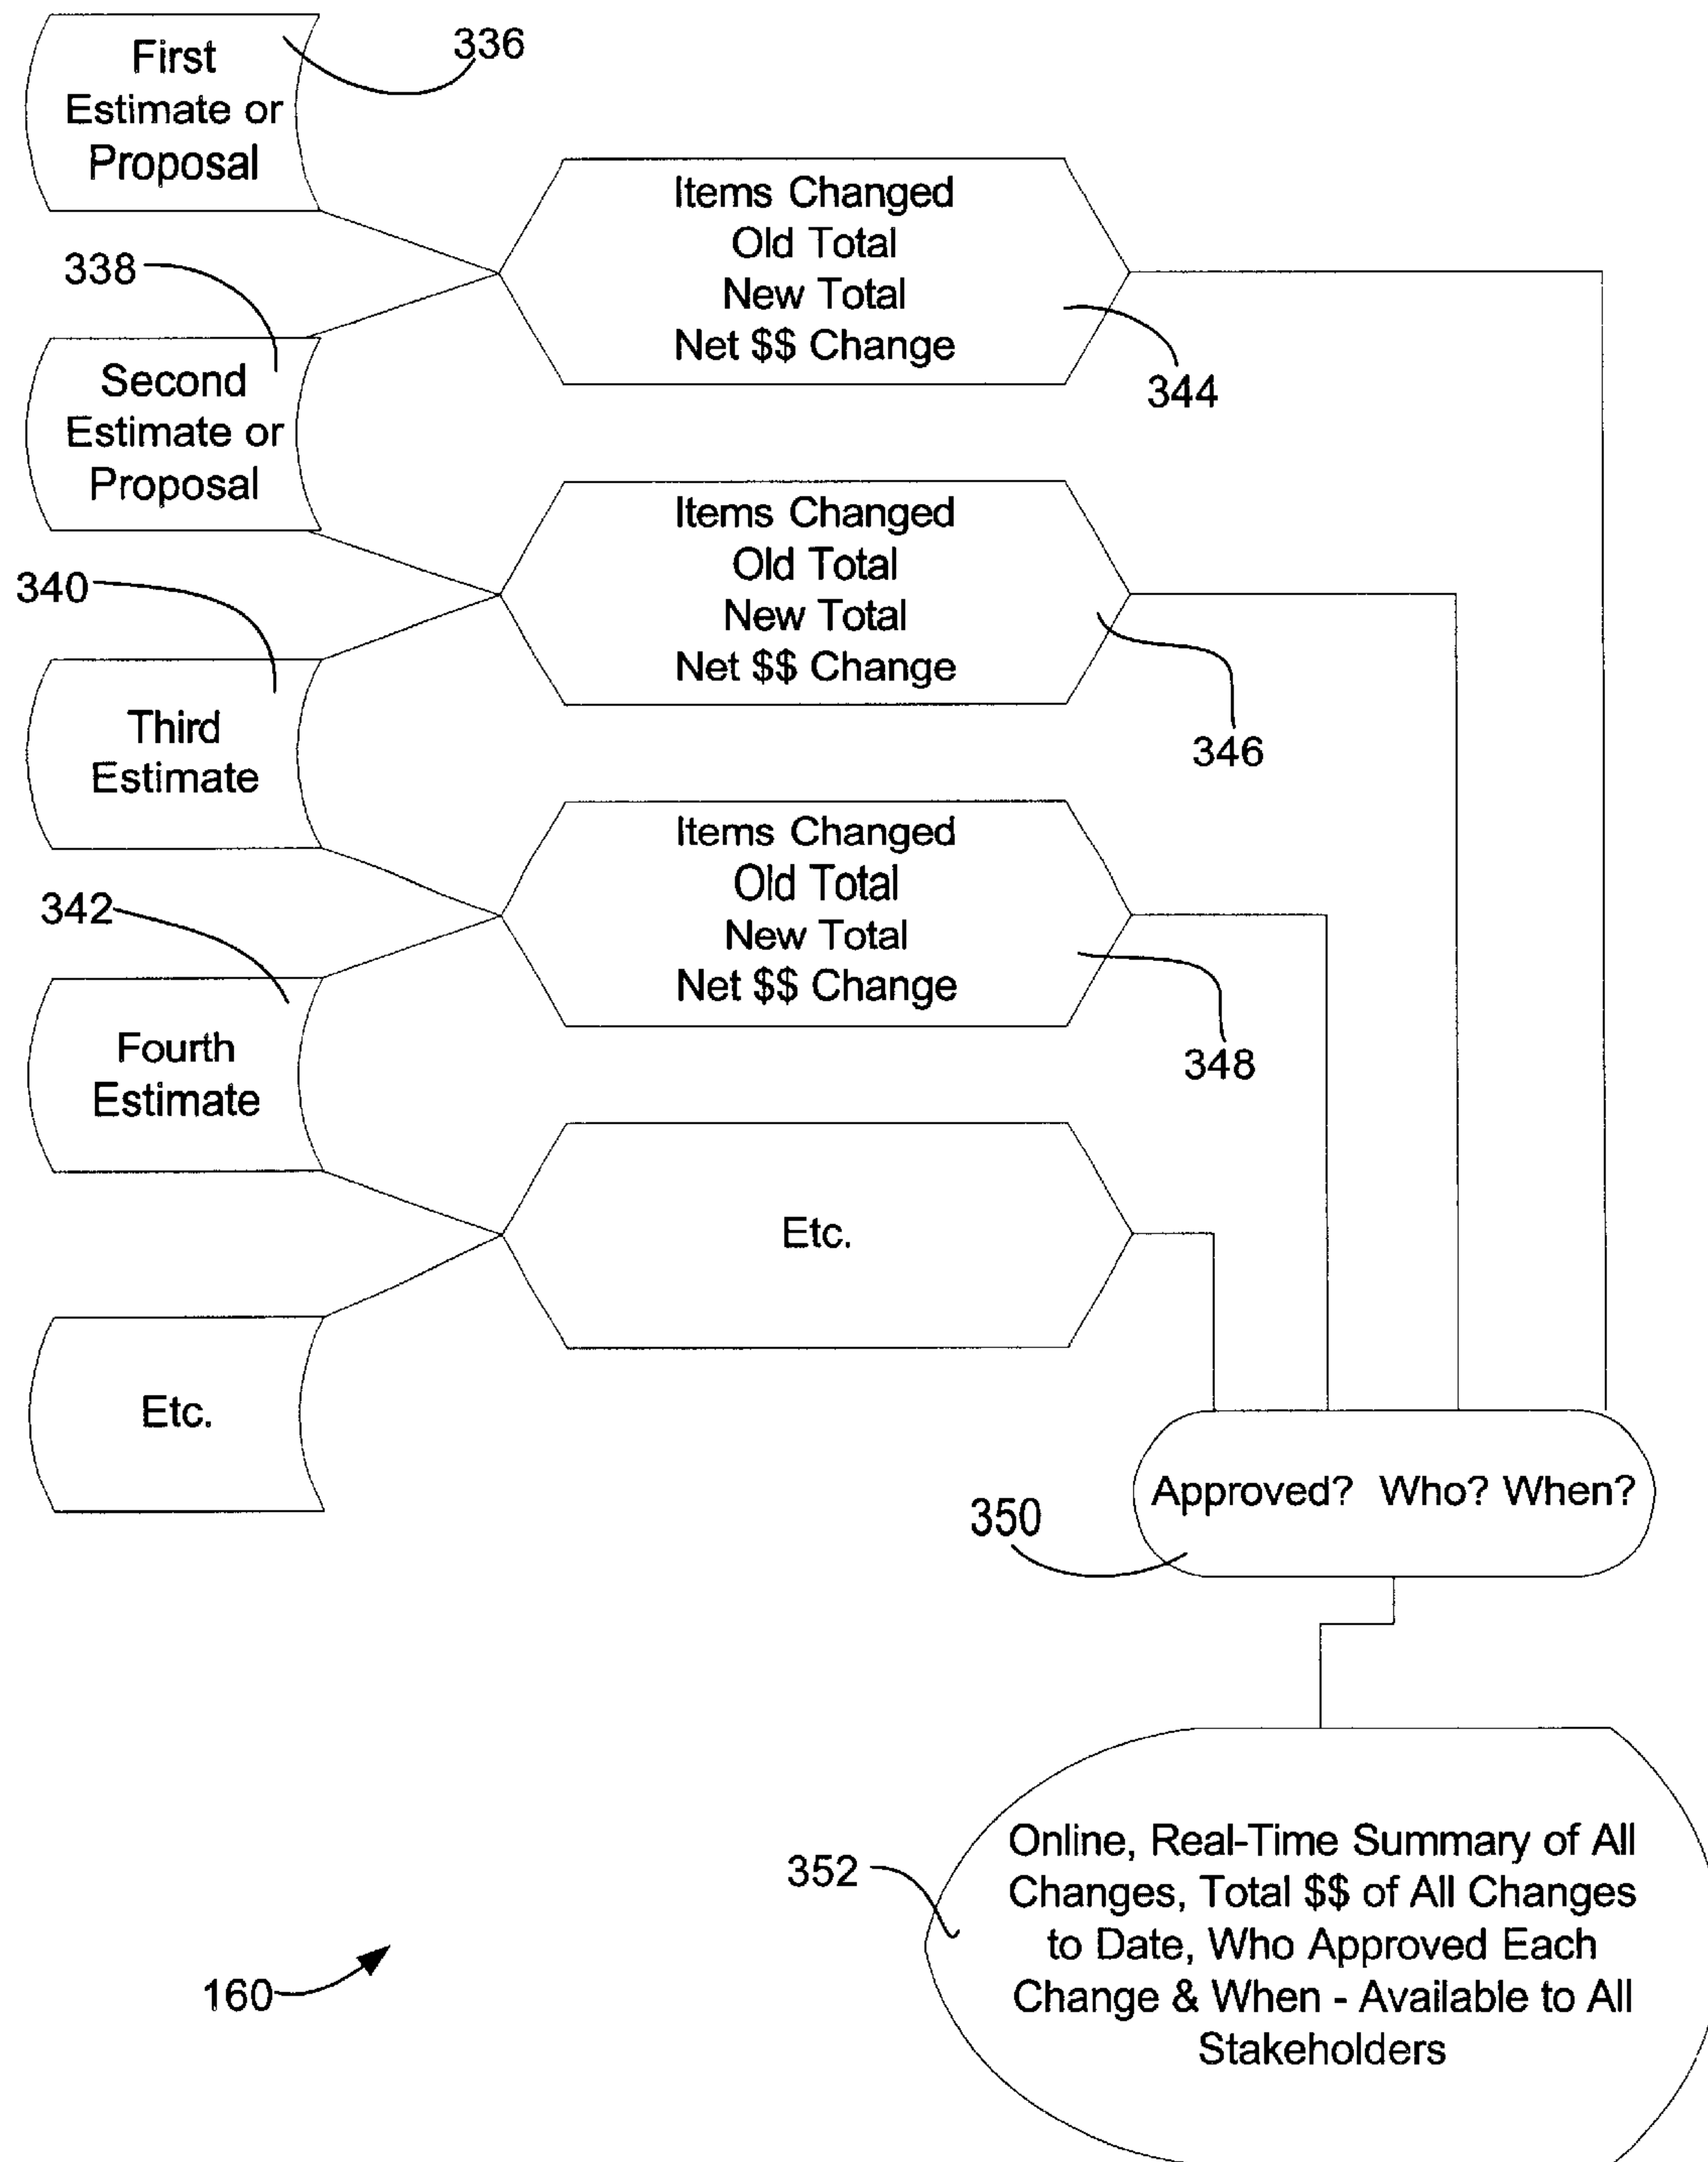 First
Estimate or
Proposal
336
Items Changed
Old Total
New Total
Net $$ Change
344
338
Second
Estimate or
Proposal
Items Changed
Old Total
New Total
Net $$ Change
346
340
Third
Estimate
Items Changed
Old Total
New Total
Net $$ Change
348
342
Fourth
Estimate
Etc.
Etc.
Approved? Who? When?
350
Online, Real-Time Summary of All
Changes, Total $$ of All Changes
to Date, Who Approved Each
Change & When - Available to All
Stakeholders
352
160